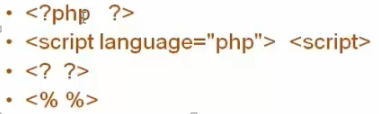 • <?php ?>
• <script language="php"> <script>
• <? ?>
• <% %>